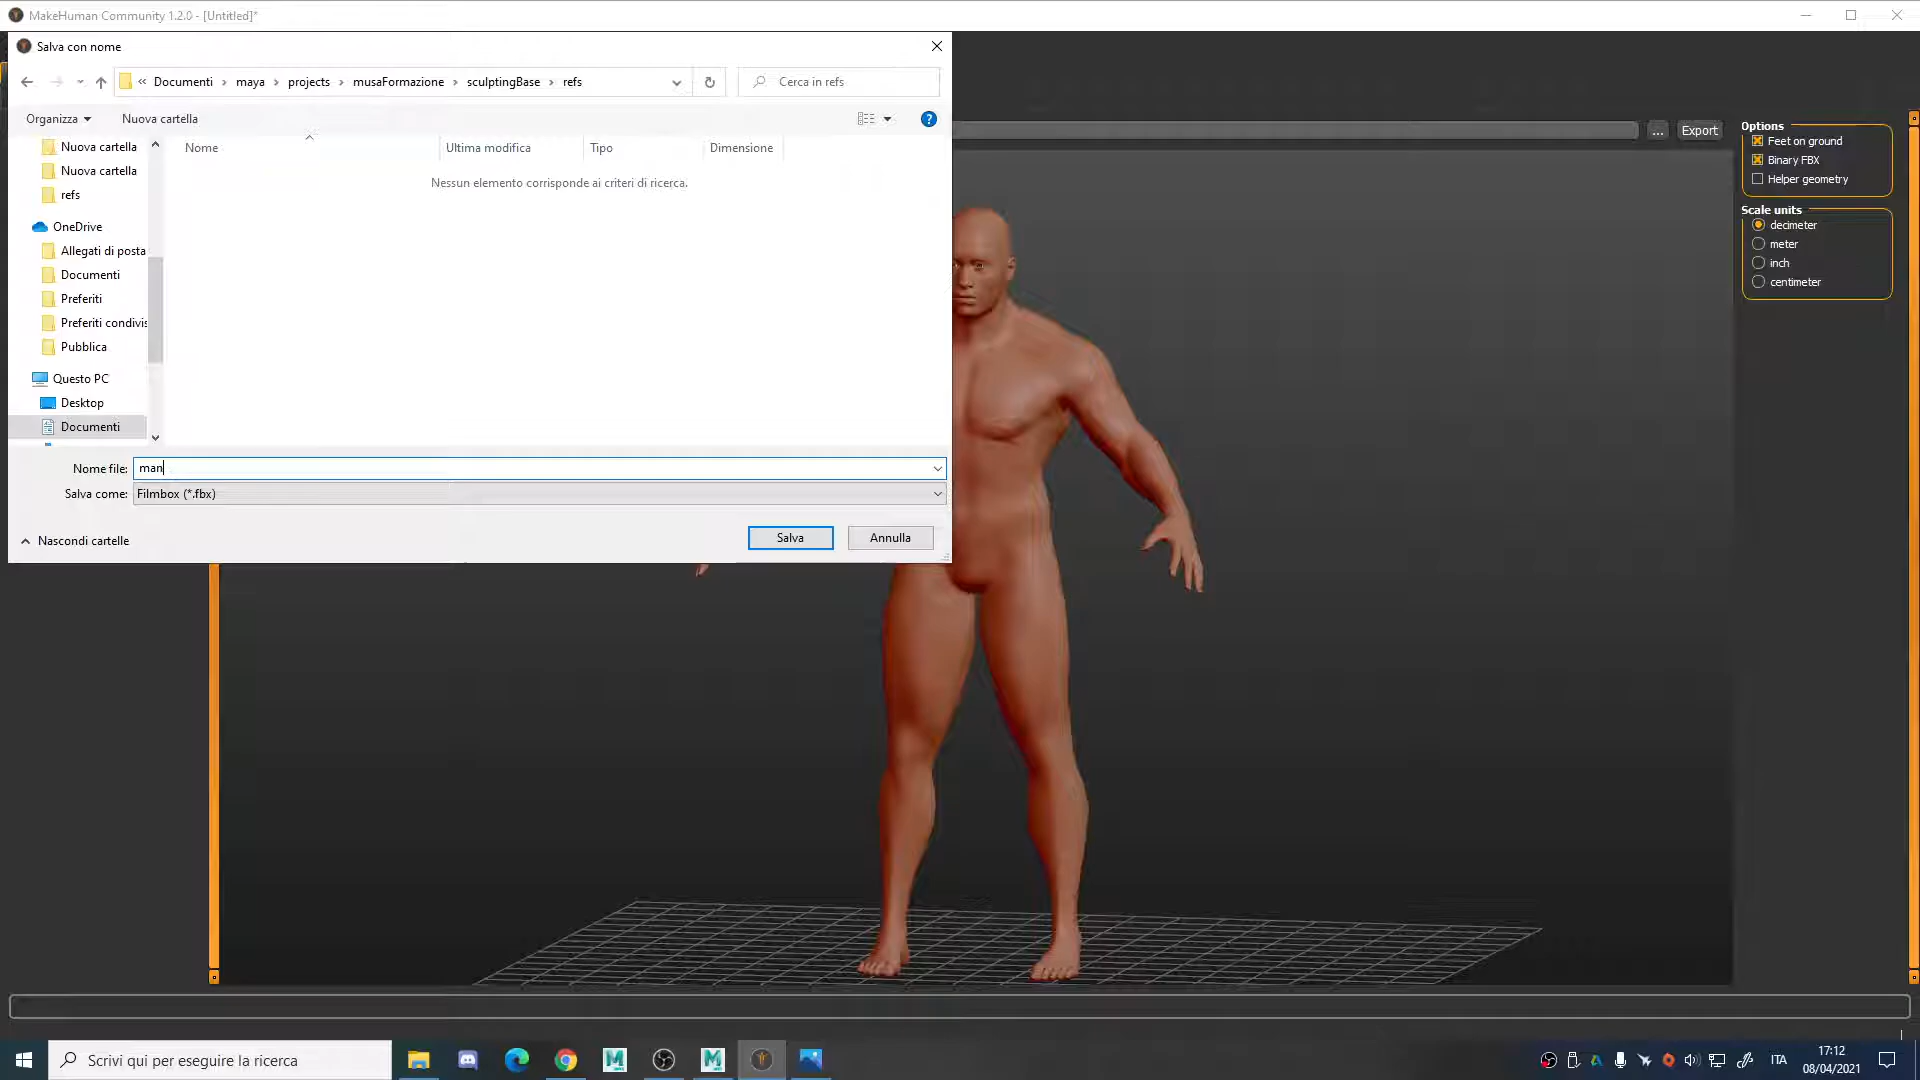 MakeHuman Community 1.2.0 - [Untitled]*
Salva con nome
« Documenti › maya › projects › musaFormazione › sculptingBase › refs
Cerca in refs
Organizza
Nuova cartella
?
Nome
Ultima modifica
Tipo
Dimensione
Nessun elemento corrisponde ai criteri di ricerca.
Nuova cartella
Nuova cartella
refs
OneDrive
Allegati di posta
Documenti
Preferiti
Preferiti condivis
Pubblica
Questo PC
Desktop
Documenti
Nome file: man
Salva come: Filmbox (*.fbx)
Nascondi cartelle
Salva
Annulla
...
Export
Options
Feet on ground
Binary FBX
Helper geometry
Scale units
decimeter
meter
inch
centimeter
Scrivi qui per eseguire la ricerca
ITA
17:12
08/04/2021